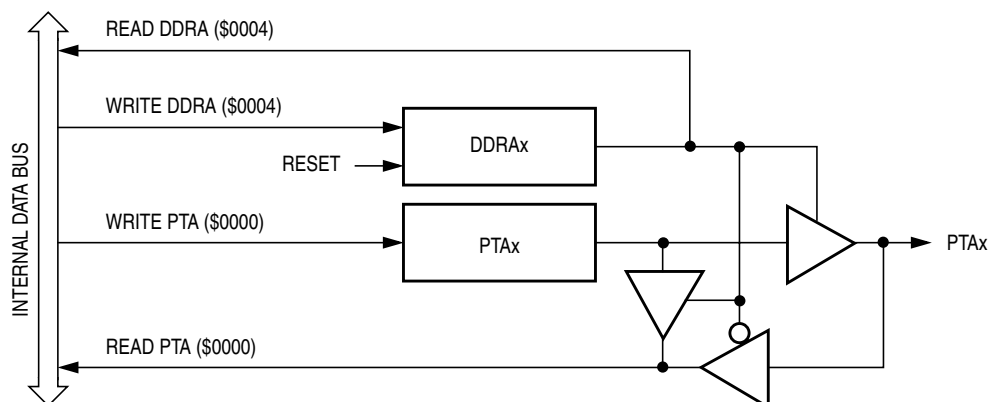 READ DDRA ($0004)
WRITE DDRA ($0004)
DDRAx
RESET
INTERNAL DATA BUS
WRITE PTA ($0000)
PTAx
PTAx
READ PTA ($0000)